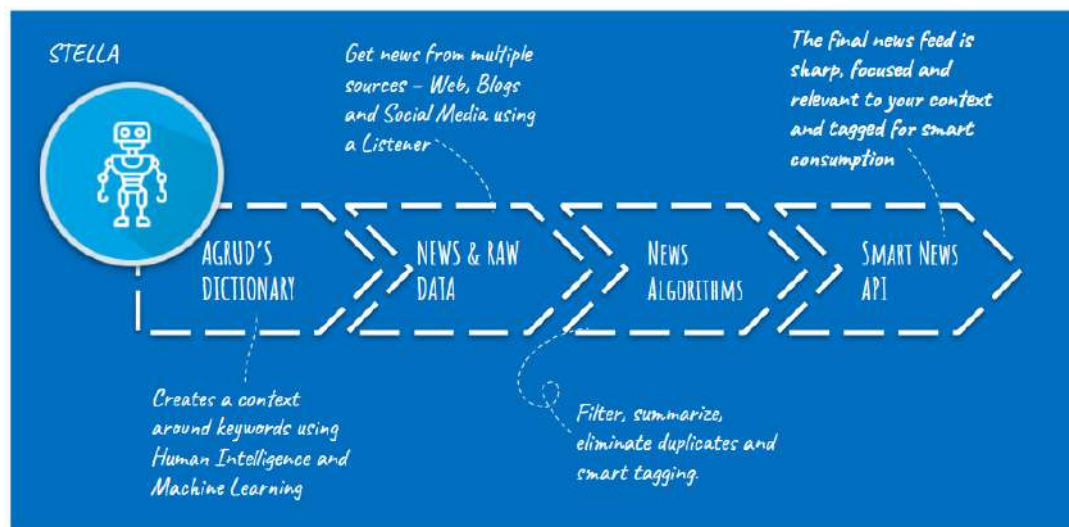 STELLA
Get news from multiple
sources – Web, Blogs
and Social Media using
a Listener
The final news feed is
sharp, focused and
relevant to your context
and tagged for smart
consumption
AGRUD'S
DICTIONARY
NEWS & RAW
DATA
NEWS
ALGORITHMS
SMART NEWS
API
Creates a context
around keywords using
Human Intelligence and
Machine Learning
Filter, summarize,
eliminate duplicates and
smart tagging.